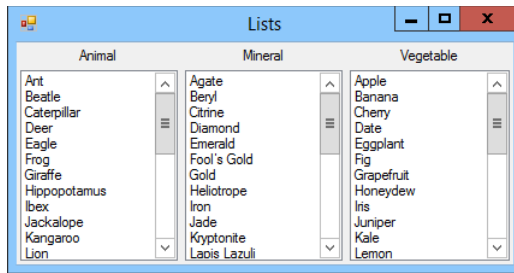 Lists
Animal Mineral Vegetable
Ant Agate Apple
Beatle Beryl Banana
Caterpillar Citrine Cherry
Deer Diamond Date
Eagle Emerald Eggplant
Frog Fool's Gold Fig
Giraffe Gold Grapefruit
Hippopotamus Heliotrope Honeydew
Ibex Iron Iris
Jackalope Jade Juniper
Kangaroo Kryptonite Kale
Lion Lapis Lazuli Lemon